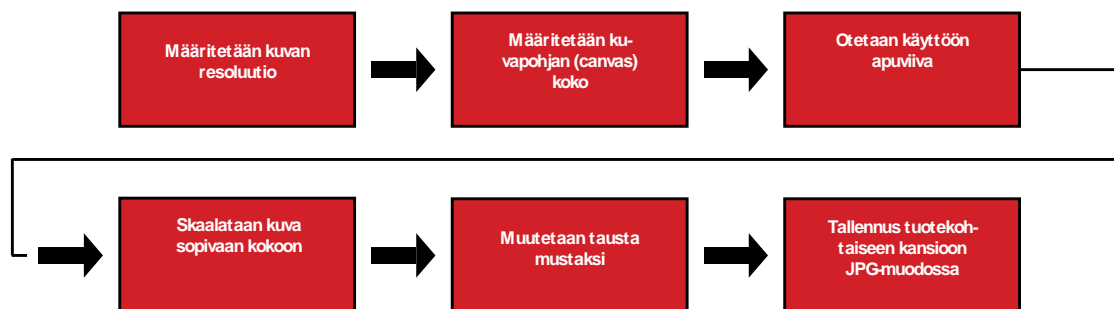 Määritetään kuvan
resoluutio
Määritetään ku-
vapohjan (canvas)
koko
Otetaan käyttöön
apuviiva
Skaalataan kuva
sopivaan kokoon
Muutetaan tausta
mustaksi
Tallennus tuotekoh-
taiseen kansioon
JPG-muodossa